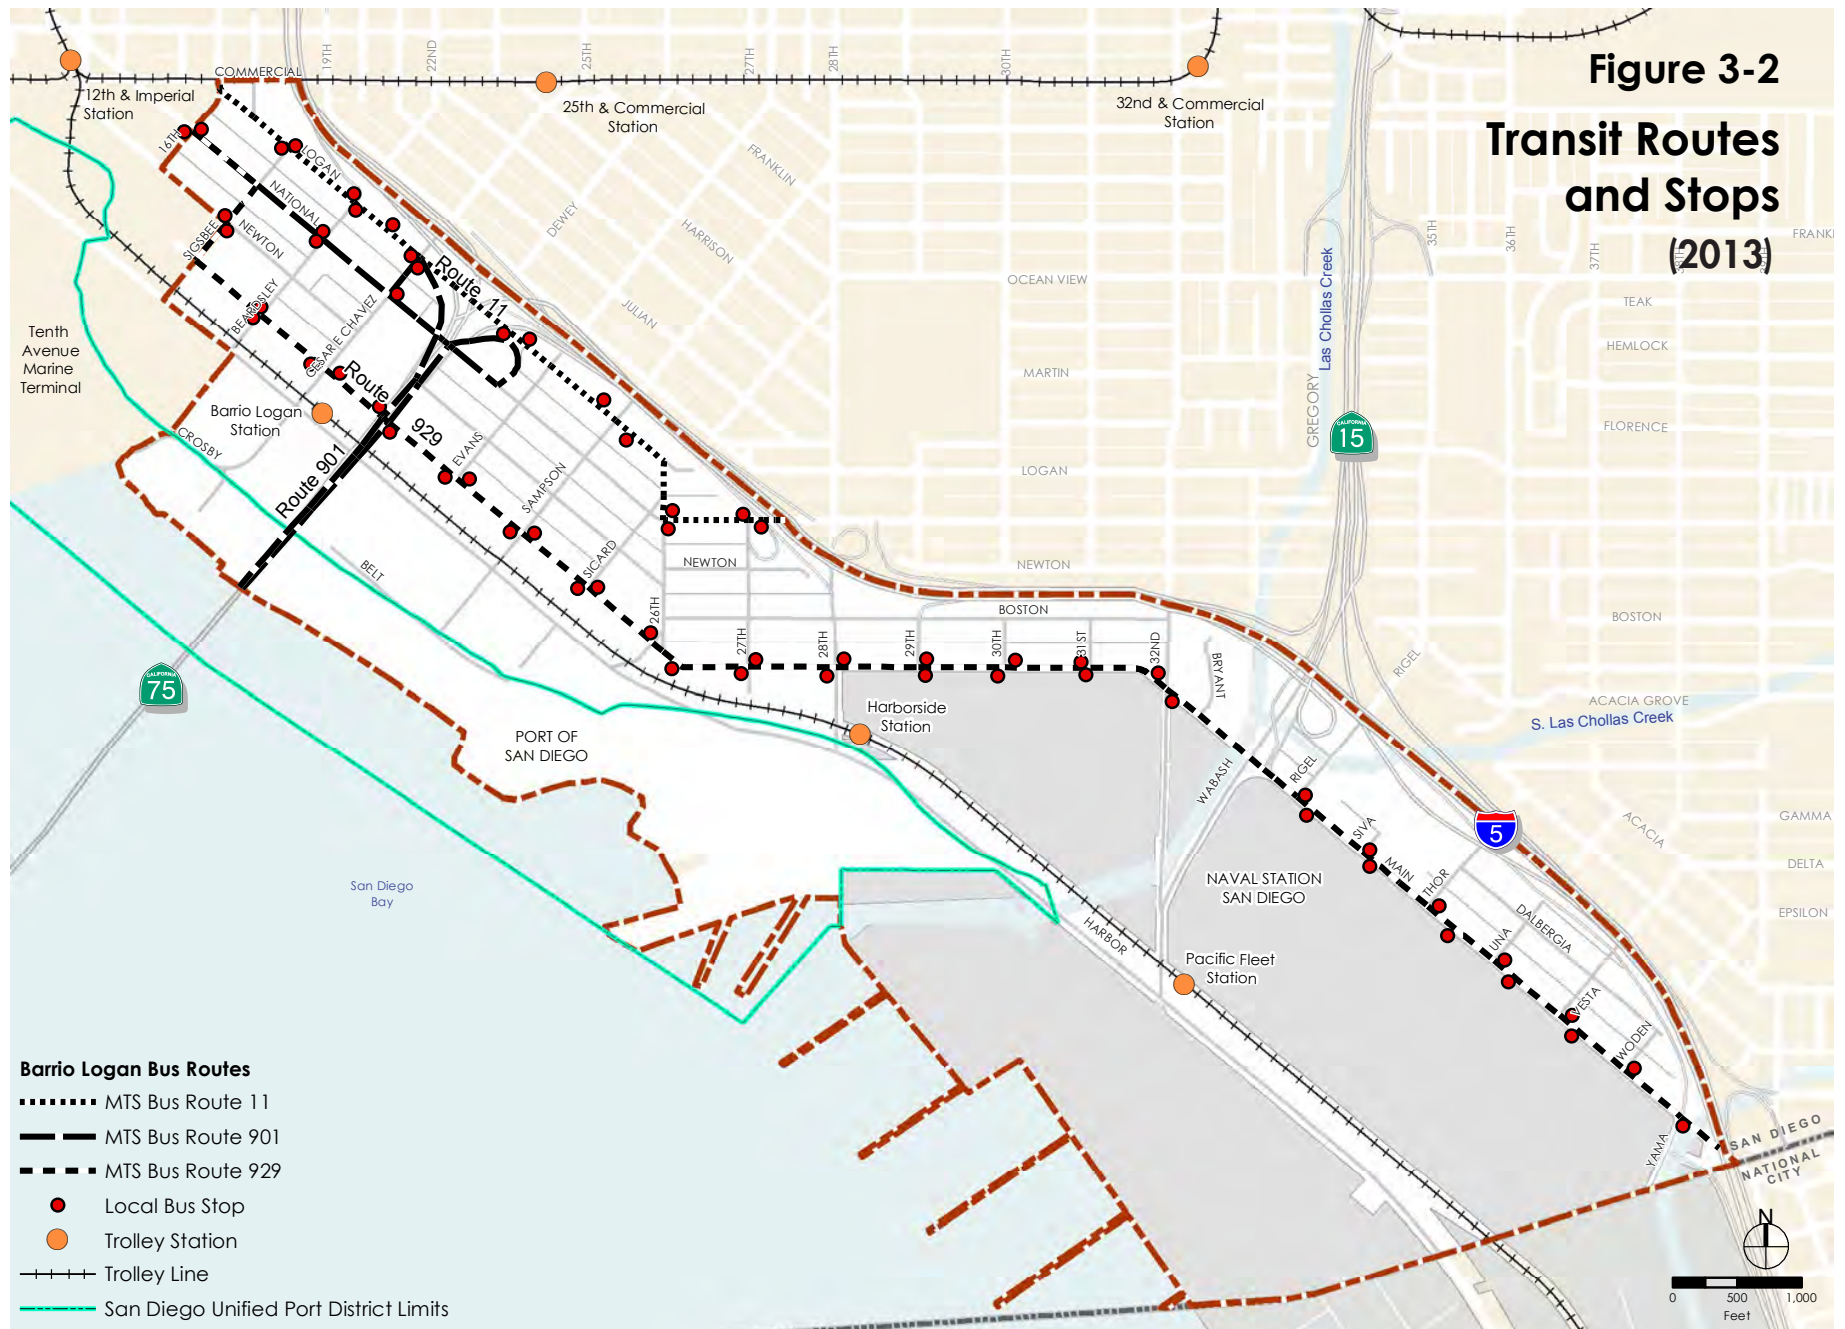 Figure 3-2
Transit Routes
and Stops
(2013)
COMMERCIAL
19TH
22ND
25TH
27TH
28TH
30TH
12th & Imperial
Station
25th & Commercial
Station
32nd & Commercial
Station
16TH
LOGAN
NATIONAL
SIGSBEE
NEWTON
BEARDSLEY
CESAR E CHAVEZ
FRANKLIN
DEWEY
HARRISON
JULIAN
OCEAN VIEW
MARTIN
LOGAN
NEWTON
BOSTON
Las Chollas Creek
GREGORY
35TH
36TH
37TH
38TH
FRANKI
TEAK
HEMLOCK
FLORENCE
BOSTON
CALIFORNIA
15
Route 11
Route 929
Route 901
Tenth
Avenue
Marine
Terminal
Barrio Logan
Station
CROSBY
EVANS
SAMPSON
SICARD
BELT
NEWTON
26TH
27TH
28TH
29TH
30TH
31ST
32ND
BRYANT
RIGEL
ACACIA GROVE
S. Las Chollas Creek
CALIFORNIA
75
PORT OF
SAN DIEGO
Harborside
Station
WABASH
RIGEL
SIVA
MAIN
THOR
UNA
DALBERGIA
VESTA
WODEN
YAMA
5
ACACIA
GAMMA
DELTA
EPSILON
NAVAL STATION
SAN DIEGO
San Diego
Bay
HARBOR
Pacific Fleet
Station
SAN DIEGO
NATIONAL
CITY
Barrio Logan Bus Routes
MTS Bus Route 11
MTS Bus Route 901
MTS Bus Route 929
Local Bus Stop
Trolley Station
Trolley Line
San Diego Unified Port District Limits
N
0 500 1,000
Feet